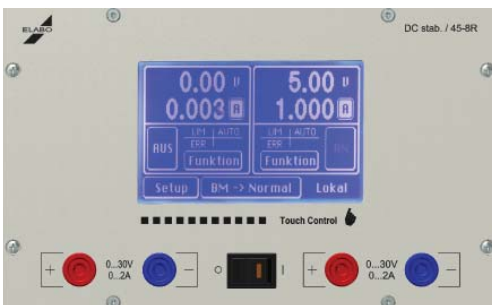 ELABO
DC stab. / 45-8R
0.00 V 5.00 V
0.003 A 1.000 A
AUS LIM AUTO LIM AUTO
ERR ERR
Funktion Funktion
Setup BM -> Normal Lokal
Touch Control
+ 0...30V - O I + 0...30V -
0...2A 0...2A